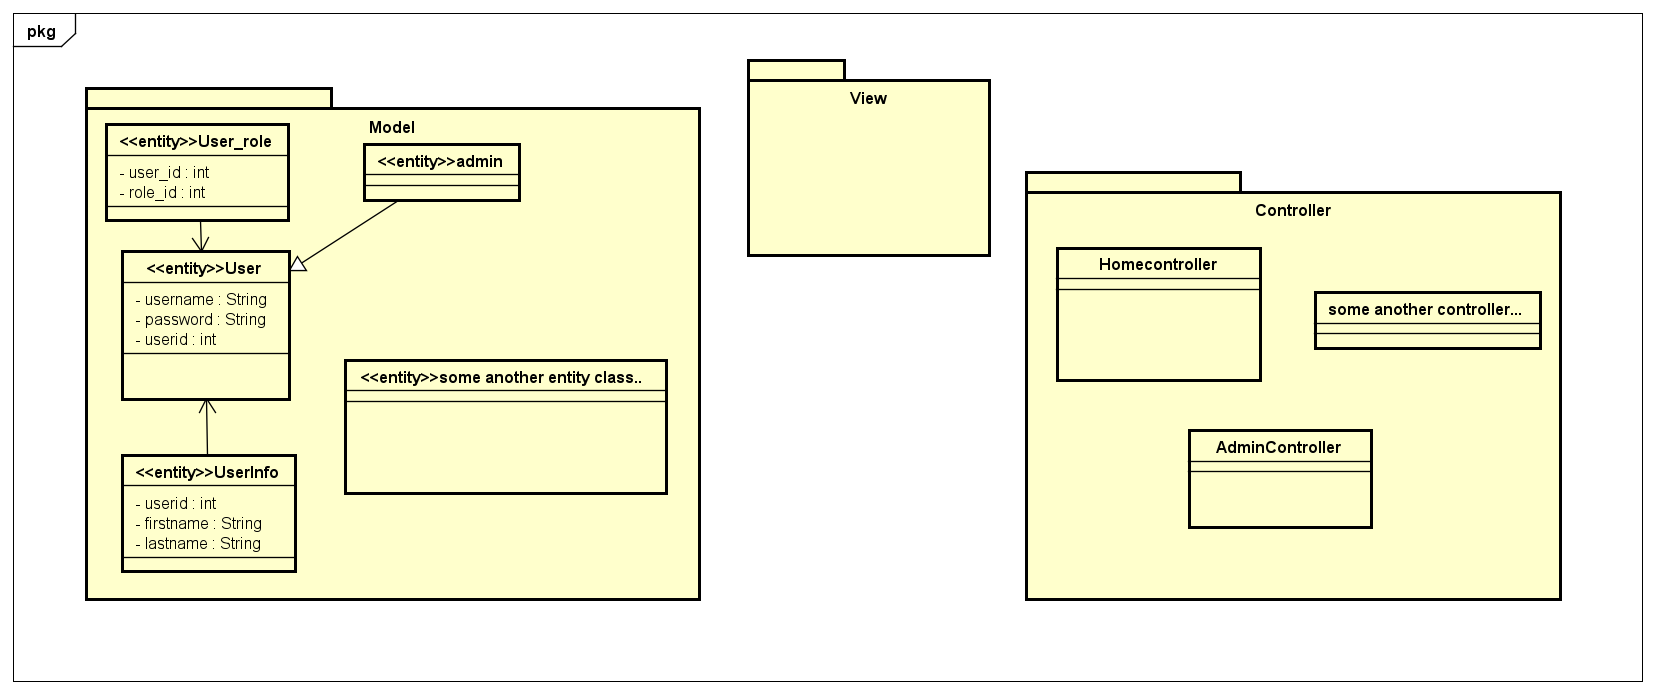 pkg
Model
<<entity>>User_role
- user_id : int
- role_id : int
<<entity>>admin
<<entity>>User
- username : String
- password : String
- userid : int
<<entity>>some another entity class..
<<entity>>UserInfo
- userid : int
- firstname : String
- lastname : String
View
Controller
Homecontroller
some another controller...
AdminController